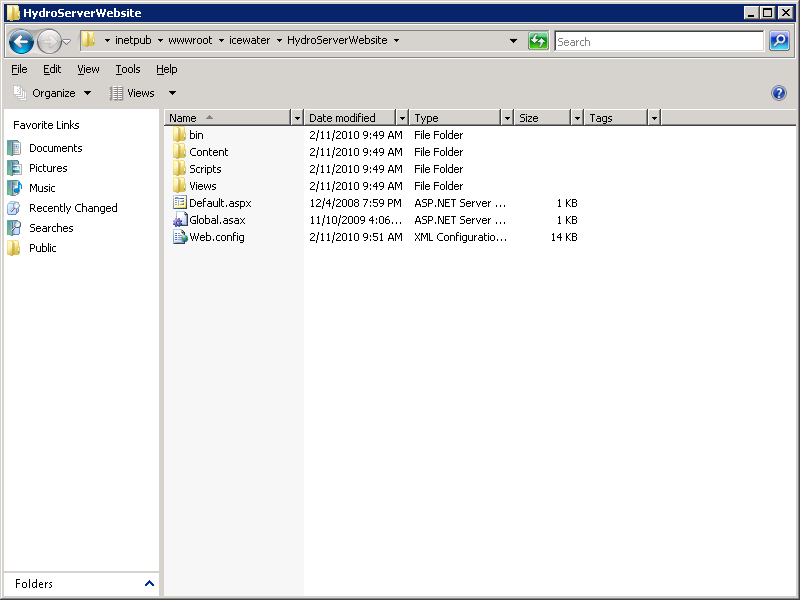 HydroServerWebsite
inetpub wwwroot icewater HydroServerWebsite Search
File Edit View Tools Help
Organize Views
Favorite Links
Documents
Pictures
Music
Recently Changed
Searches
Public
Folders
Name Date modified Type Size Tags
bin 2/11/2010 9:49 AM File Folder
Content 2/11/2010 9:49 AM File Folder
Scripts 2/11/2010 9:49 AM File Folder
Views 2/11/2010 9:49 AM File Folder
Default.aspx 12/4/2008 7:59 PM ASP.NET Server ... 1 KB
Global.asax 11/10/2009 4:06... ASP.NET Server ... 1 KB
Web.config 2/11/2010 9:51 AM XML Configuratio... 14 KB